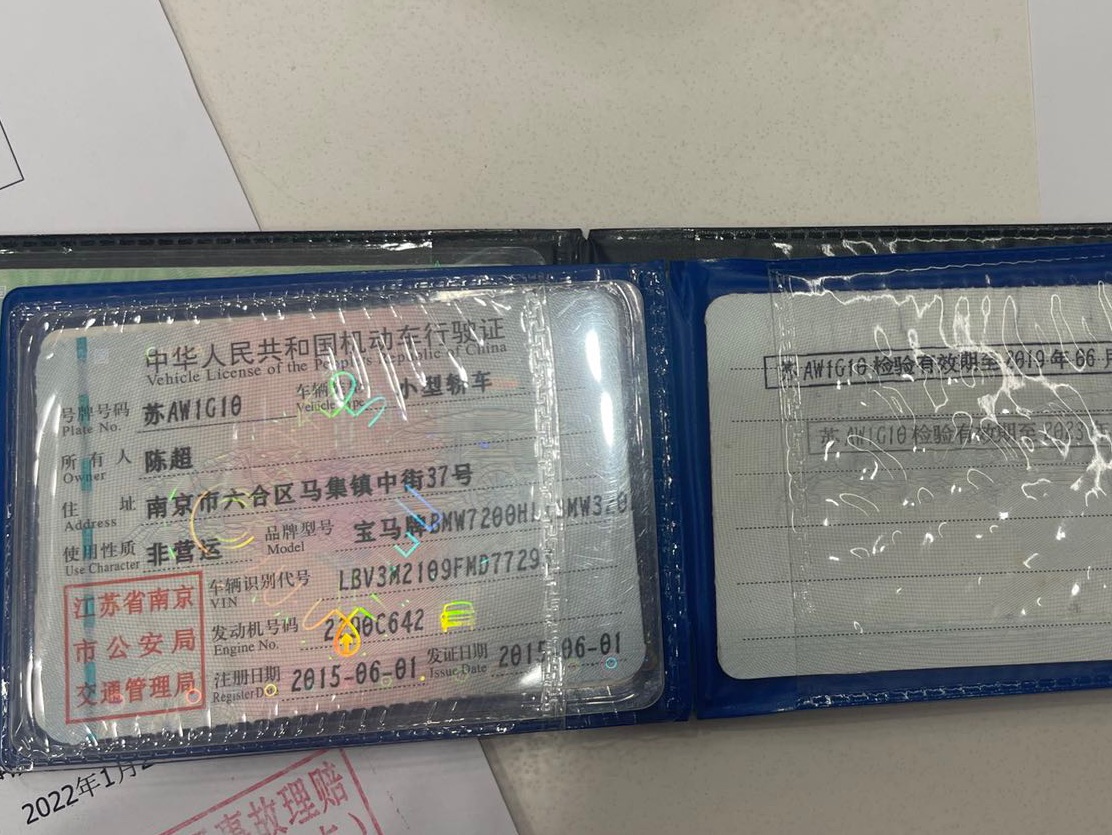 中华人民共和国机动车行驶证
Vehicle License of the People's Republic of China
号牌号码 苏AW1G10 车辆类型 小型轿车
Plate No. Vehicle Type
所有人 陈超
Owner
住址 南京市六合区马集镇中街37号
Address
使用性质 非营运 品牌型号 宝马牌BMW7200
Use Character Model
江苏省南京
市公安局
交通管理局
车辆识别代号 LBV3M2109FMD7729
VIN
发动机号码 C642
Engine No.
注册日期 2015-06-01 发证日期 2015-06-01
Register Issue Date
AW1G10 检验有效期至2019年06月
苏AW1G10 检验有效期至2023年
2022年1月
事故理赔